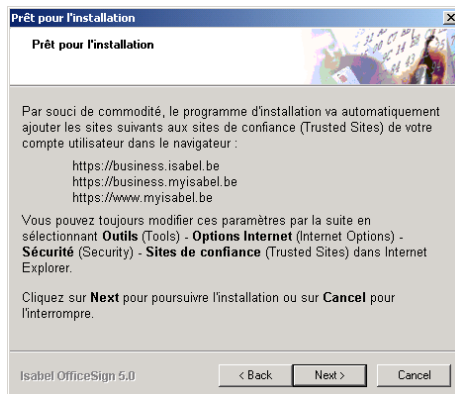 Prêt pour l'installation
Prêt pour l'installation
Par souci de commodité, le programme d'installation va automatiquement
ajouter les sites suivants aux sites de confiance (Trusted Sites) de votre
compte utilisateur dans le navigateur :
https://business.isabel.be
https://business.myisabel.be
https://www.myisabel.be
Vous pouvez toujours modifier ces paramètres par la suite en
sélectionnant Outils (Tools) - Options Internet (Internet Options) -
Sécurité (Security) - Sites de confiance (Trusted Sites) dans Internet
Explorer.
Cliquez sur Next pour poursuivre l'installation ou sur Cancel pour
l'interrompre.
Isabel OfficeSign 5.0
< Back Next > Cancel